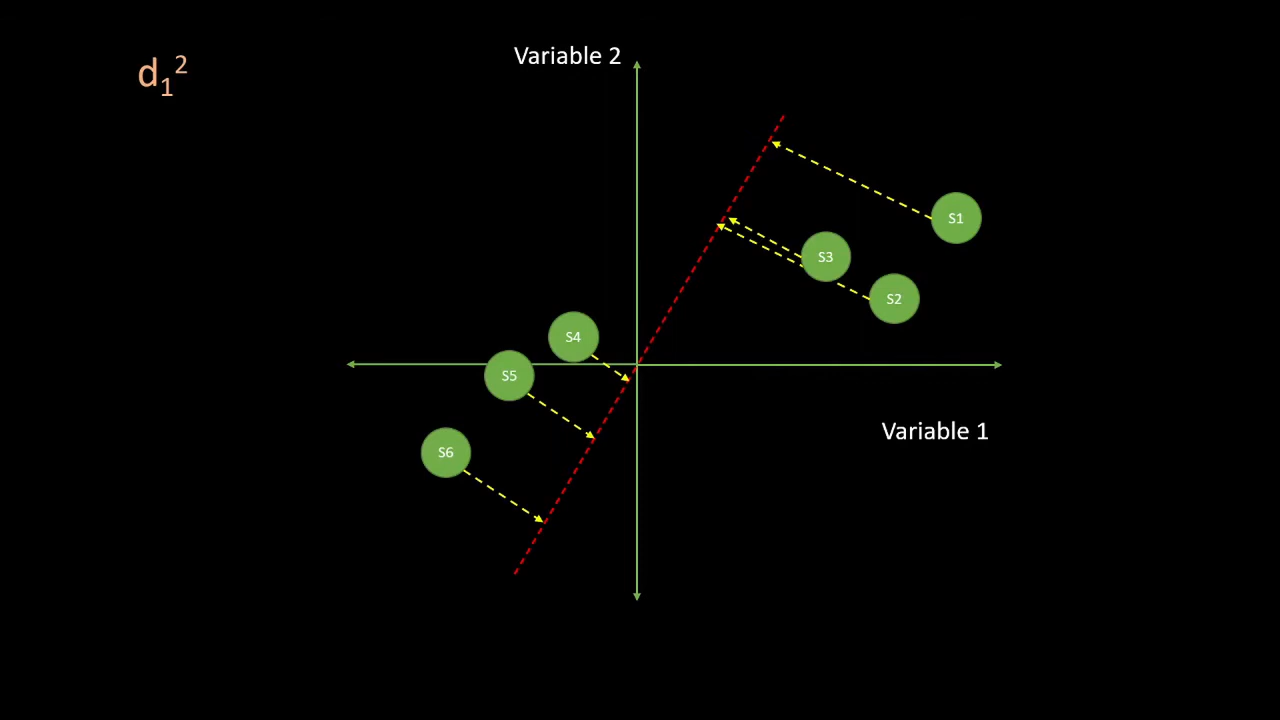 d₁²
Variable 2
S1
S3
S2
S4
S5
Variable 1
S6